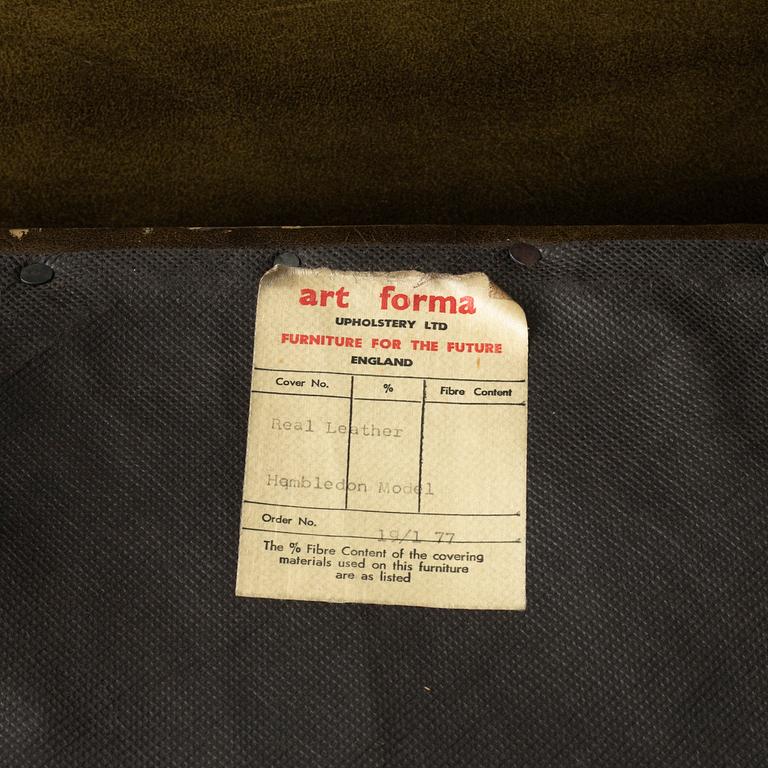 art forma
UPHOLSTERY LTD
FURNITURE FOR THE FUTURE
ENGLAND
Cover No. % Fibre Content
Real Leather
Hambledon Model
Order No.
19/1 77
The % Fibre Content of the covering
materials used on this furniture
are as listed